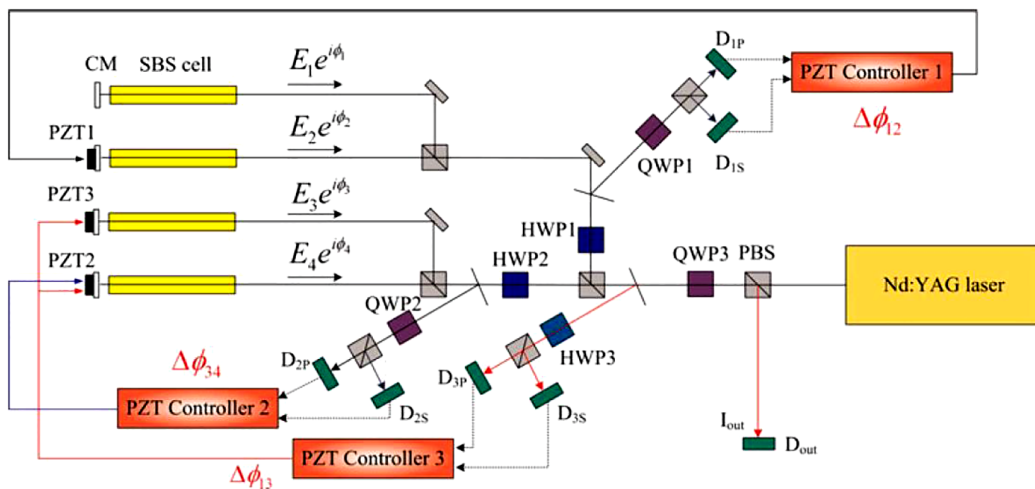 CM
SBS cell
E₁e^{iϕ₁}
D₁P
PZT Controller 1
Δϕ₁₂
PZT1
E₂e^{iϕ₂}
QWP1
D₁S
PZT3
E₃e^{iϕ₃}
HWP1
PZT2
E₄e^{iϕ₄}
HWP2
QWP3
PBS
Nd:YAG laser
QWP2
HWP3
Δϕ₃₄
D₂P
D₃P
PZT Controller 2
D₂S
D₃S
I_out
D_out
Δϕ₁₃
PZT Controller 3